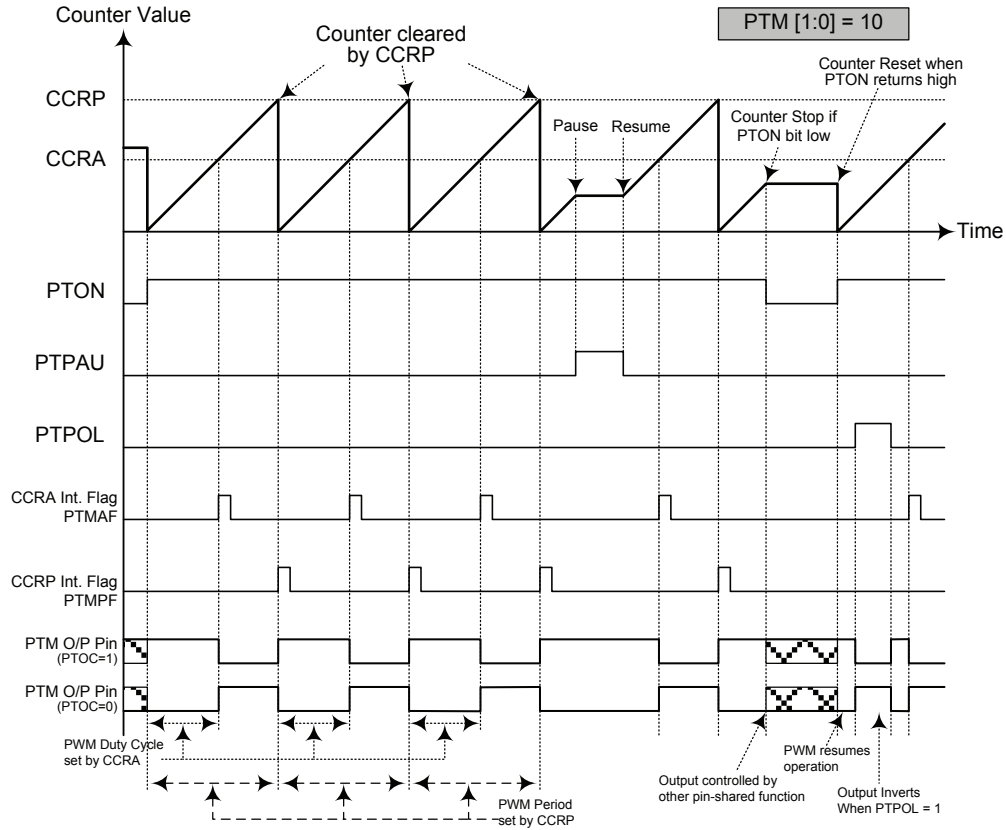 Counter Value
PTM [1:0] = 10
Counter cleared
by CCRP
Counter Reset when
PTON returns high
CCRP
Counter Stop if
PTON bit low
Pause
Resume
CCRA
Time
PTON
PTPAU
PTPOL
CCRA Int. Flag
PTMAF
CCRP Int. Flag
PTMPF
PTM O/P Pin
(PTOC=1)
PTM O/P Pin
(PTOC=0)
PWM Duty Cycle
set by CCRA
PWM Period
set by CCRP
Output controlled by
other pin-shared function
PWM resumes
operation
Output Inverts
When PTPOL = 1